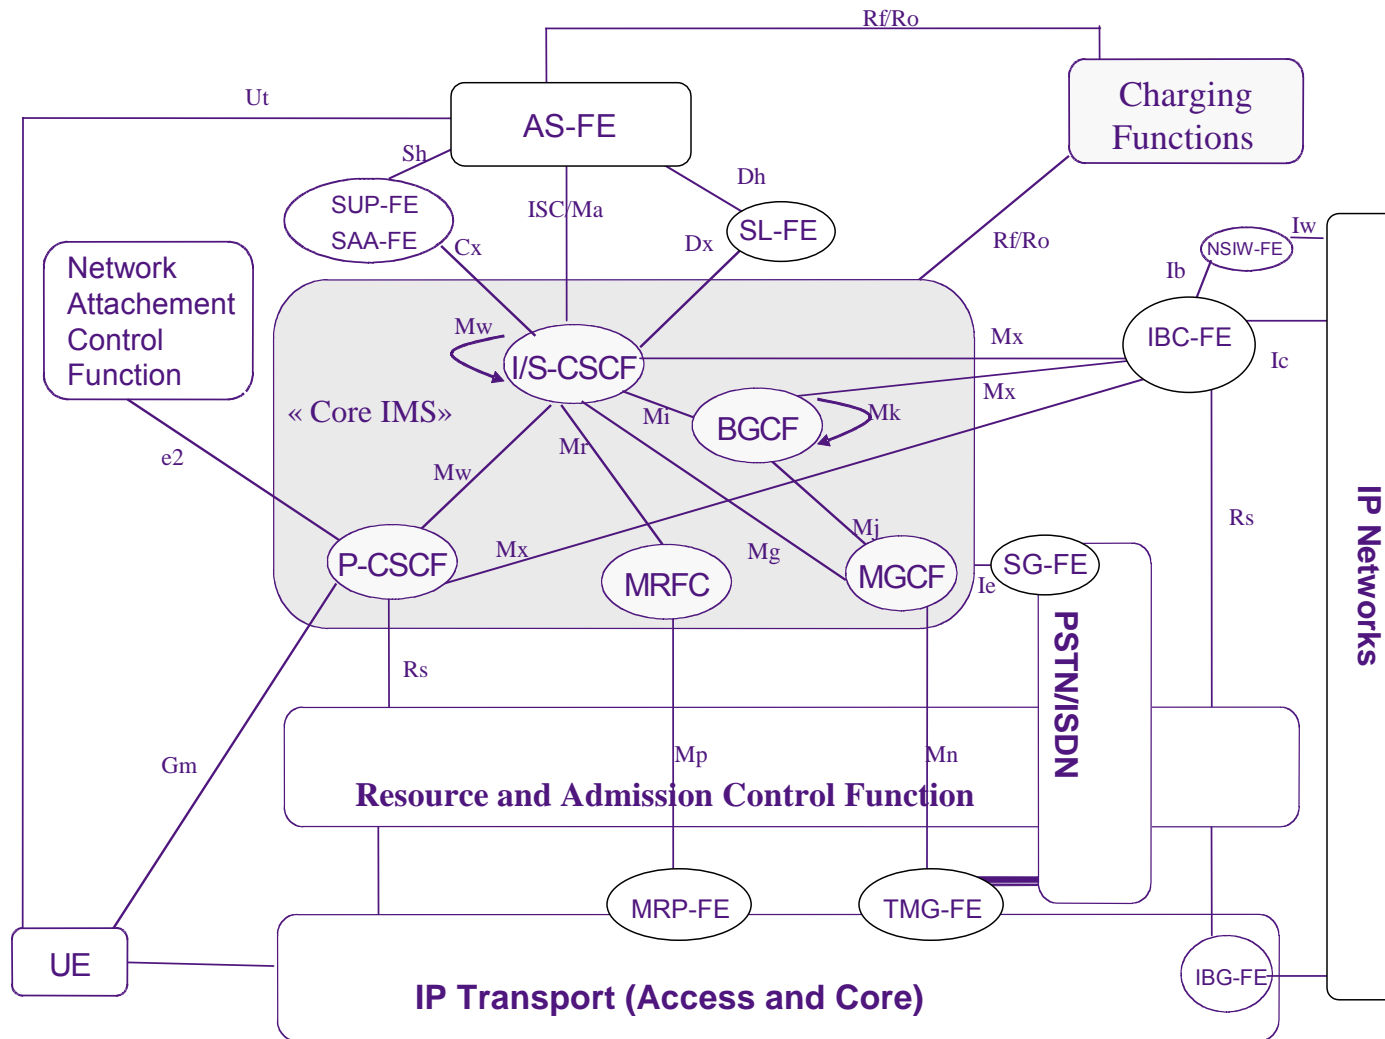 Rf/Ro
Ut
AS-FE
Charging
Functions
Sh
Dh
SUP-FE
SAA-FE
ISC/Ma
SL-FE
Cx
Dx
Rf/Ro
Iw
NSIW-FE
Ib
Network
Attachement
Control
Function
Mw
I/S-CSCF
Mx
IBC-FE
Ic
Mx
« Core IMS»
Mi
BGCF
Mk
e2
Mw
Mr
Mx
Mg
Mj
Rs
IP Networks
P-CSCF
MRFC
MGCF
Ie
SG-FE
PSTN/ISDN
Rs
Gm
Mp
Mn
Resource and Admission Control Function
MRP-FE
TMG-FE
UE
IBG-FE
IP Transport (Access and Core)